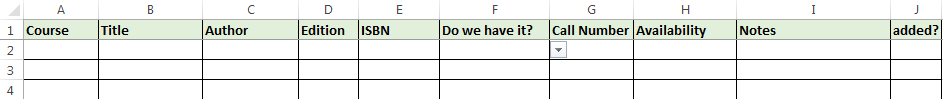 A B C D E F G H I J
1 Course Title Author Edition ISBN Do we have it? Call Number Availability Notes added?
2
3
4